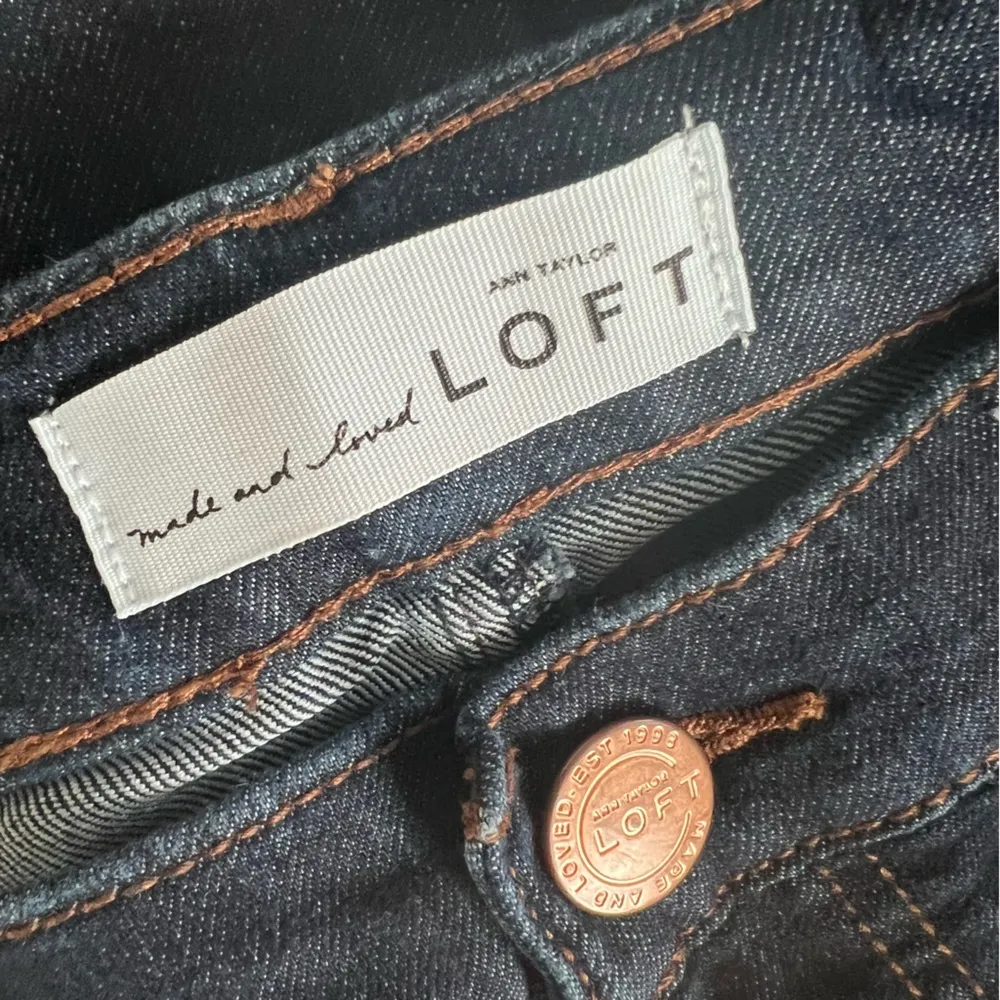 ANN TAYLOR
made and loved LOFT
EST 1998
ANN TAYLOR
LOFT
MADE AND LOVED.